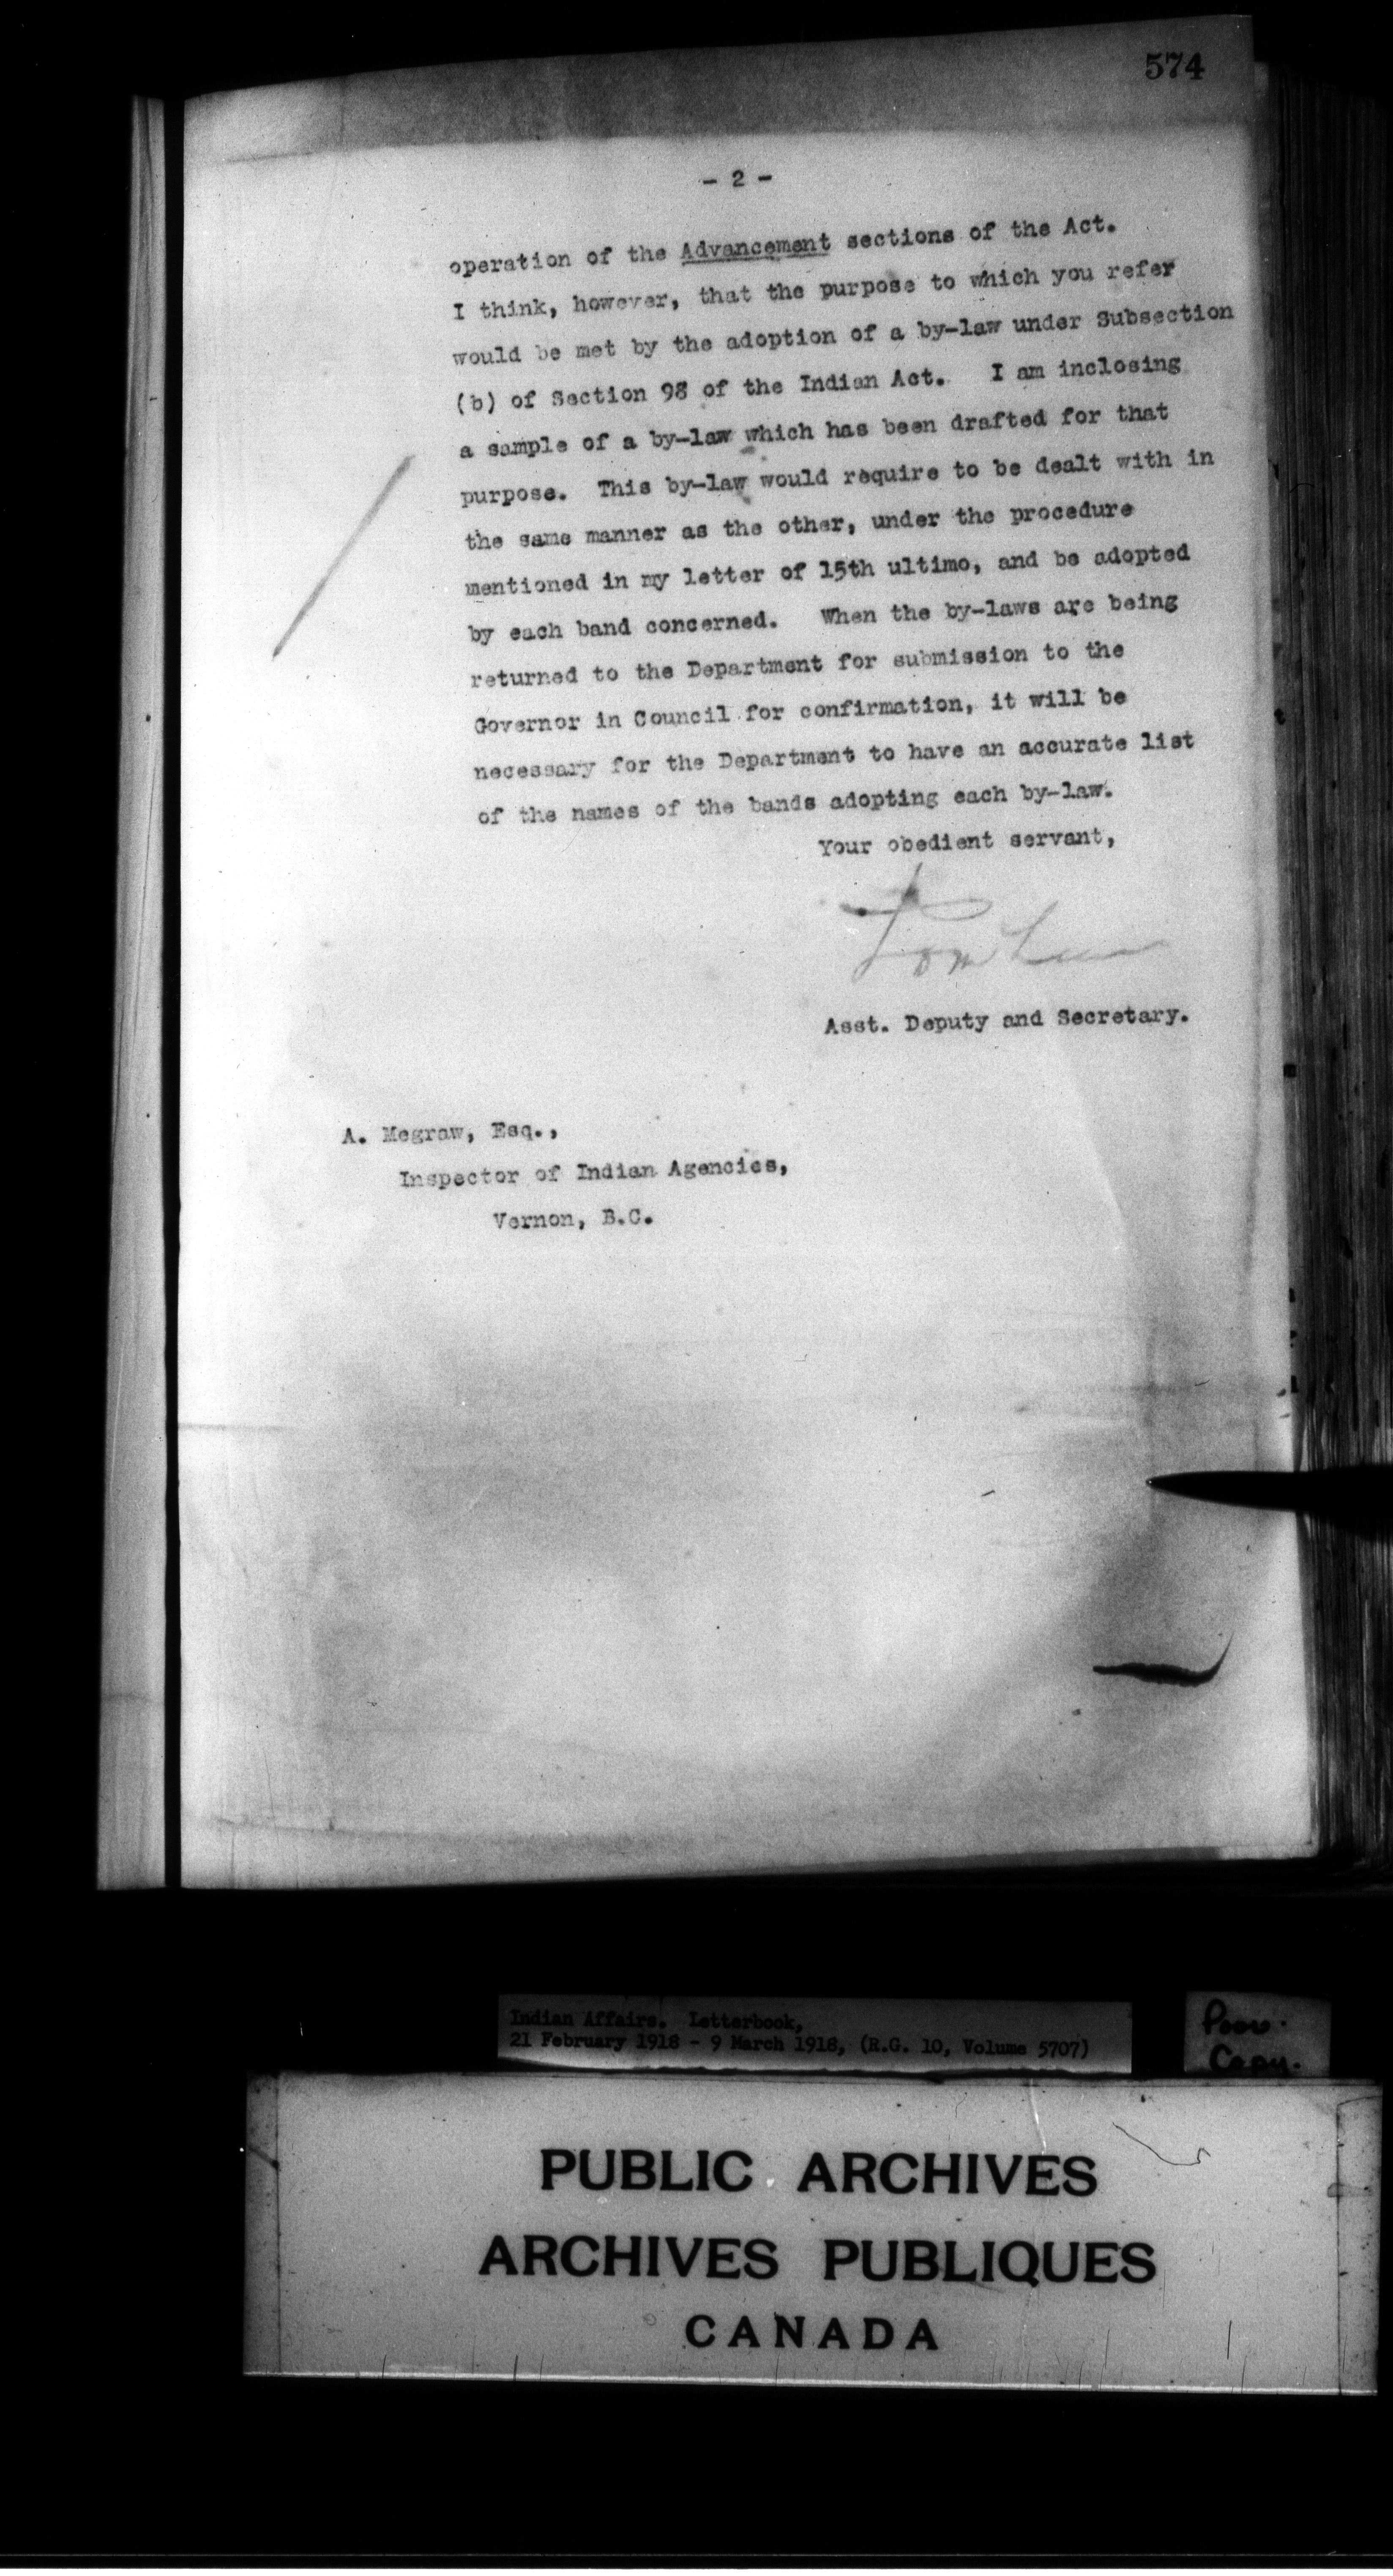 574
- 2 -
operation of the Advancement sections of the Act.
I think, however, that the purpose to which you refer
would be met by the adoption of a by-law under Subsection
(b) of Section 98 of the Indian Act. I am inclosing
a sample of a by-law which has been drafted for that
purpose. This by-law would require to be dealt with in
the same manner as the other, under the procedure
mentioned in my letter of 15th ultimo, and be adopted
by each band concerned. When the by-laws are being
returned to the Department for submission to the
Governor in Council for confirmation, it will be
necessary for the Department to have an accurate list
of the names of the bands adopting each by-law.
Your obedient servant,
Asst. Deputy and Secretary.
A. Megraw, Esq.,
Inspector of Indian Agencies,
Vernon, B.C.
Indian Affairs. Letterbook,
21 February 1918 - 9 March 1918, (R.G. 10, Volume 5707)
Poor
Copy.
PUBLIC ARCHIVES
ARCHIVES PUBLIQUES
CANADA